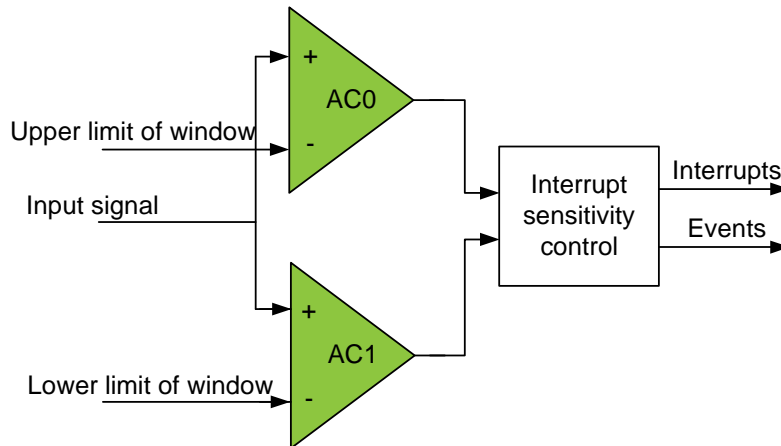 +
AC0
Upper limit of window
-
Input signal
Interrupt
sensitivity
control
Interrupts
Events
+
AC1
Lower limit of window
-